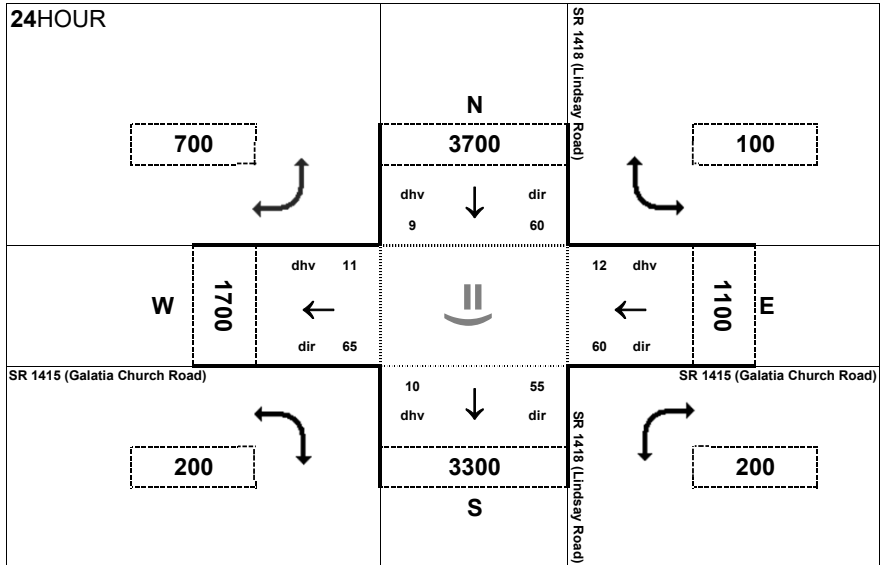 24HOUR
SR 1418 (Lindsay Road)
N
700
3700
100
dhv
dir
9
60
dhv 11
12 dhv
W
1700
1100
E
dir 65
60 dir
SR 1415 (Galatia Church Road)
SR 1415 (Galatia Church Road)
10
55
dhv
dir
SR 1418 (Lindsay Road)
200
3300
200
S